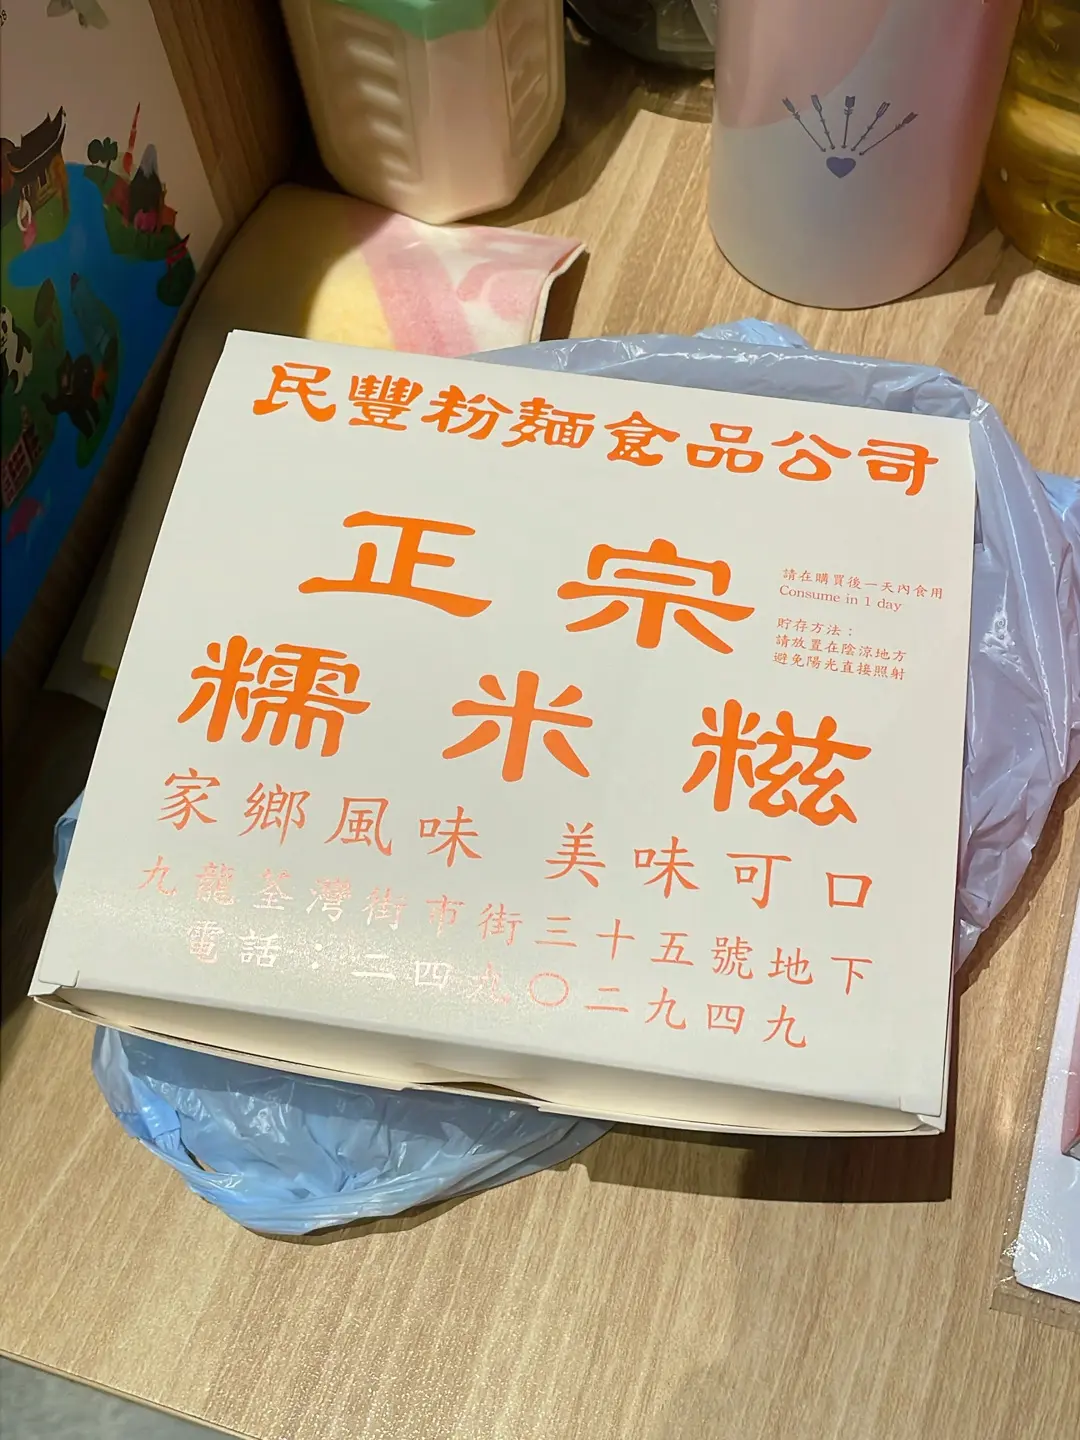 民豐粉麵食品公司
正宗
糯米糍
請在購買後一天內食用
Consume in 1 day
貯存方法：
請放置在陰涼地方
避免陽光直接照射
家鄉風味 美味可口
九龍荃灣街市街三十五號地下
電話：二四九〇二九四九